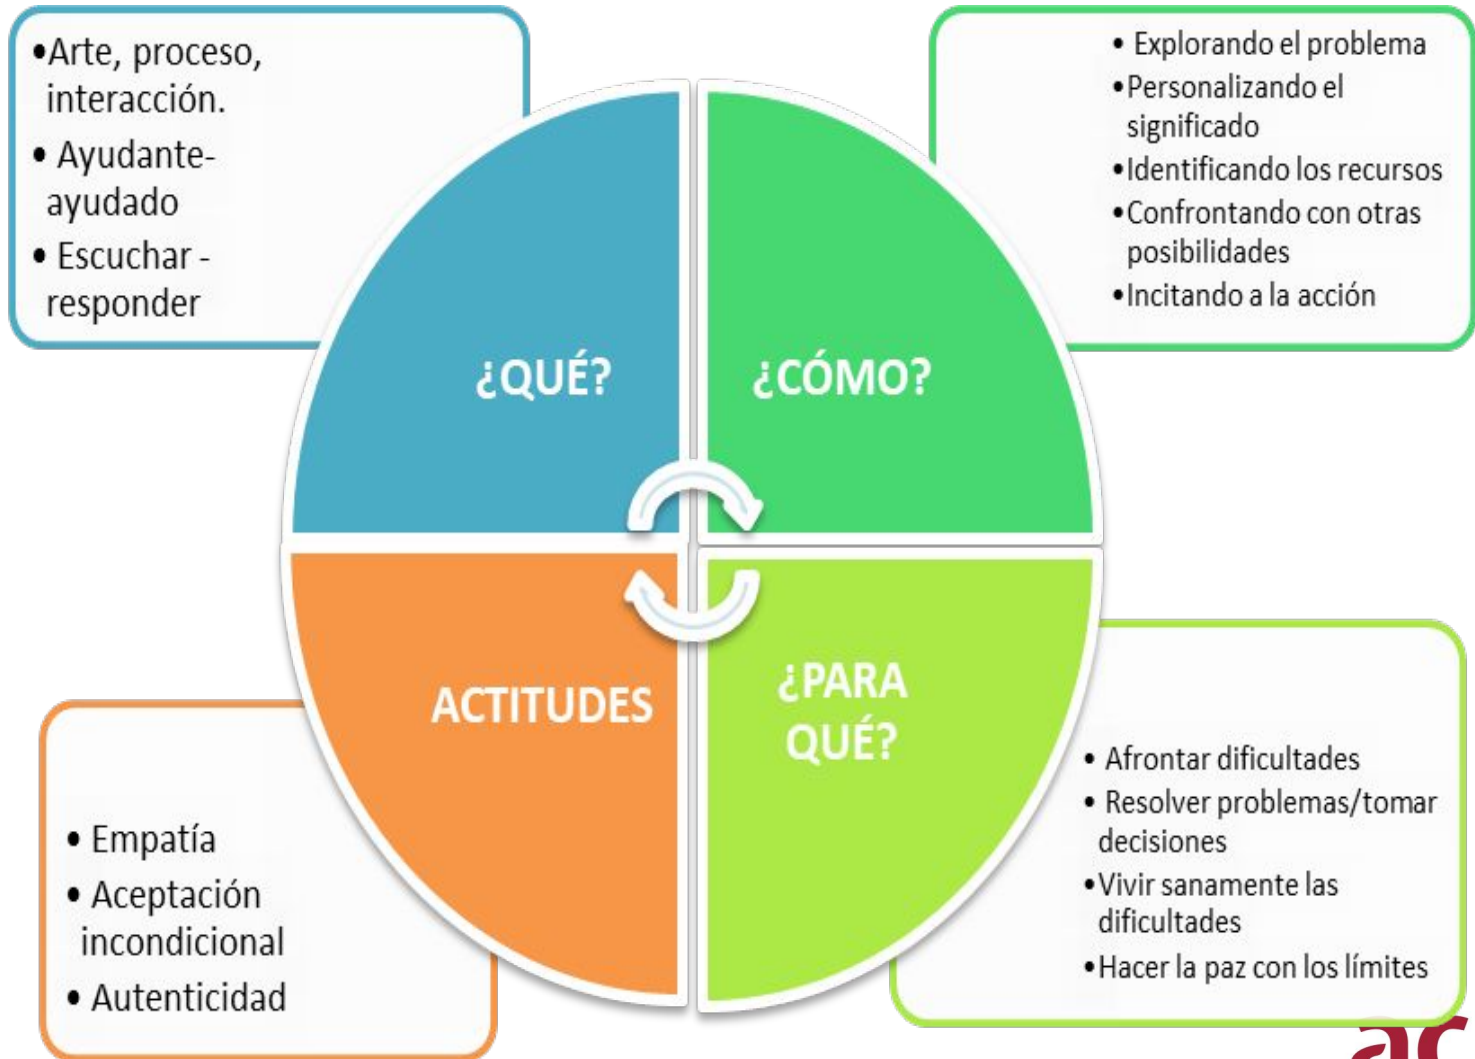 •Arte, proceso,
interacción.
• Ayudante-
ayudado
• Escuchar -
responder
• Explorando el problema
•Personalizando el
significado
•Identificando los recursos
•Confrontando con otras
posibilidades
•Incitando a la acción
¿QUÉ?
¿CÓMO?
ACTITUDES
¿PARA
QUÉ?
• Empatía
• Aceptación
incondicional
• Autenticidad
• Afrontar dificultades
• Resolver problemas/tomar
decisiones
•Vivir sanamente las
dificultades
•Hacer la paz con los límites